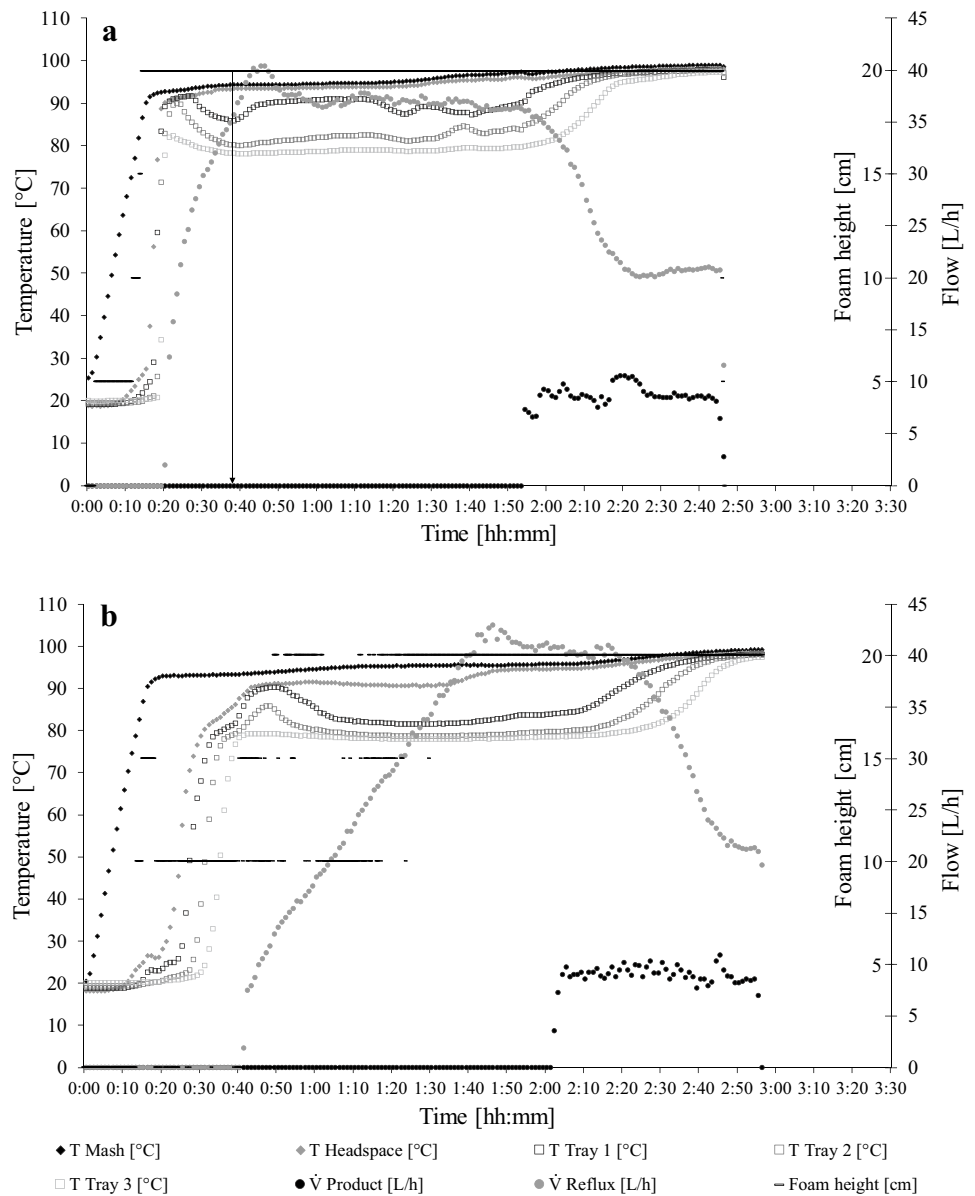 a
110 100 90 80 70 60 50 40 30 20 10 0
Temperature [°C]
20 15 10 5 0
Foam height [cm]
45 40 35 30 25 20 15 10 5 0
Flow [L/h]
0:00 0:10 0:20 0:30 0:40 0:50 1:00 1:10 1:20 1:30 1:40 1:50 2:00 2:10 2:20 2:30 2:40 2:50 3:00 3:10 3:20 3:30
Time [hh:mm]
b
110 100 90 80 70 60 50 40 30 20 10 0
Temperature [°C]
20 15 10 5 0
Foam height [cm]
45 40 35 30 25 20 15 10 5 0
Flow [L/h]
0:00 0:10 0:20 0:30 0:40 0:50 1:00 1:10 1:20 1:30 1:40 1:50 2:00 2:10 2:20 2:30 2:40 2:50 3:00 3:10 3:20 3:30
Time [hh:mm]
T Mash [°C] T Headspace [°C] T Tray 1 [°C] T Tray 2 [°C]
T Tray 3 [°C] V̇ Product [L/h] V̇ Reflux [L/h] Foam height [cm]